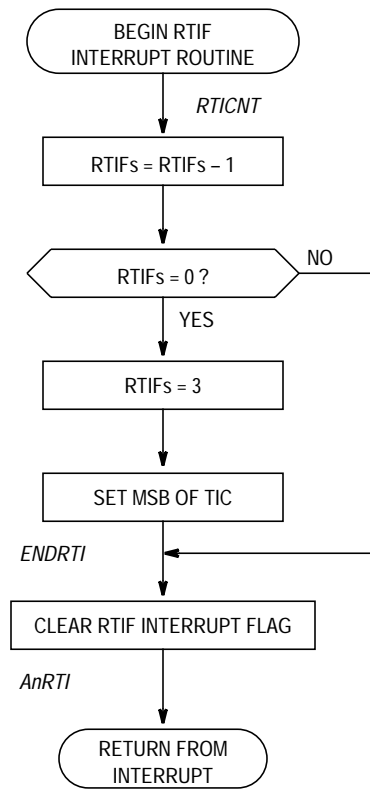 BEGIN RTIF
INTERRUPT ROUTINE
RTICNT
RTIFs = RTIFs – 1
RTIFs = 0 ?
NO
YES
RTIFs = 3
SET MSB OF TIC
ENDRTI
CLEAR RTIF INTERRUPT FLAG
AnRTI
RETURN FROM
INTERRUPT